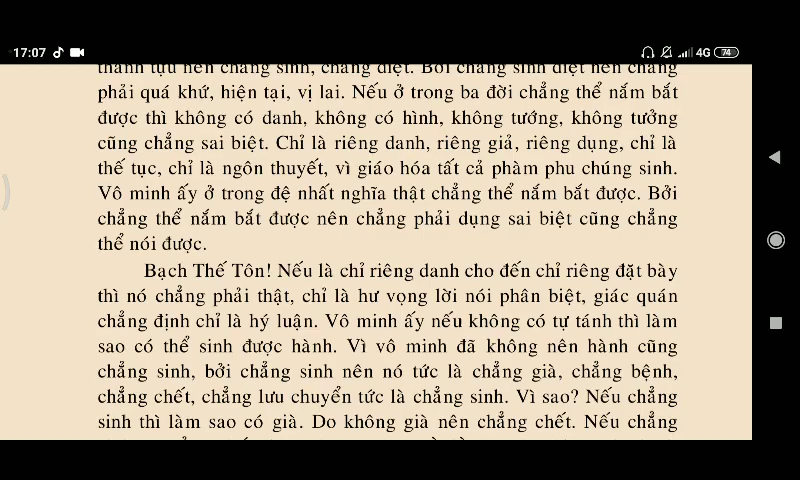 17:07 4G 74
thành tựu nên chẳng sinh, chẳng diệt. Bởi chẳng sinh diệt nên chẳng
phải quá khứ, hiện tại, vị lai. Nếu ở trong ba đời chẳng thể nắm bắt
được thì không có danh, không có hình, không tướng, không tưởng
cũng chẳng sai biệt. Chỉ là riêng danh, riêng giả, riêng dụng, chỉ là
thế tục, chỉ là ngôn thuyết, vì giáo hóa tất cả phàm phu chúng sinh.
Vô minh ấy ở trong đệ nhất nghĩa thật chẳng thể nắm bắt được. Bởi
chẳng thể nắm bắt được nên chẳng phải dụng sai biệt cũng chẳng
thể nói được.
Bạch Thế Tôn! Nếu là chỉ riêng danh cho đến chỉ riêng đặt bày
thì nó chẳng phải thật, chỉ là hư vọng lời nói phân biệt, giác quán
chẳng định chỉ là hý luận. Vô minh ấy nếu không có tự tánh thì làm
sao có thể sinh được hành. Vì vô minh đã không nên hành cũng
chẳng sinh, bởi chẳng sinh nên nó tức là chẳng già, chẳng bệnh,
chẳng chết, chẳng lưu chuyển tức là chẳng sinh. Vì sao? Nếu chẳng
sinh thì làm sao có già. Do không già nên chẳng chết. Nếu chẳng